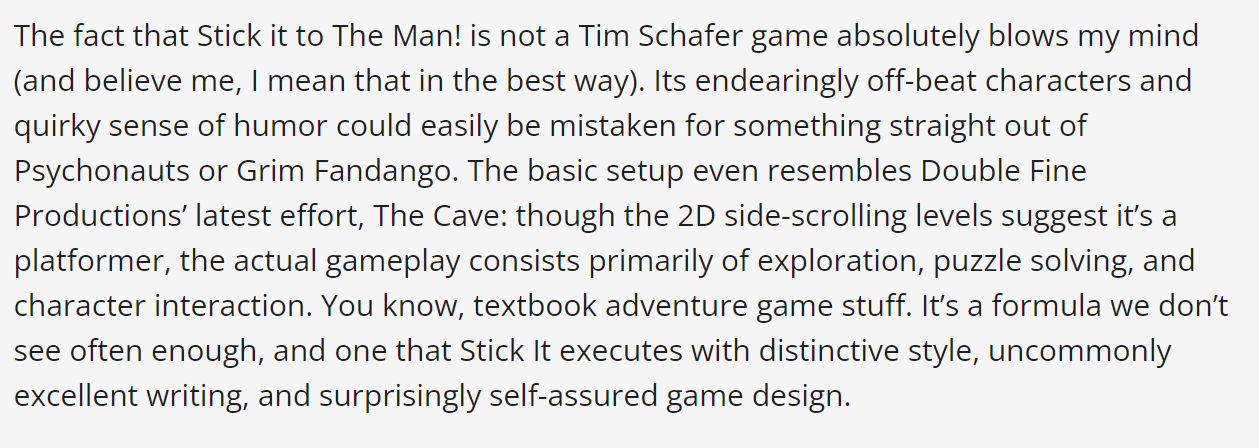 The fact that Stick it to The Man! is not a Tim Schafer game absolutely blows my mind
(and believe me, I mean that in the best way). Its endearingly off-beat characters and
quirky sense of humor could easily be mistaken for something straight out of
Psychonauts or Grim Fandango. The basic setup even resembles Double Fine
Productions’ latest effort, The Cave: though the 2D side-scrolling levels suggest it’s a
platformer, the actual gameplay consists primarily of exploration, puzzle solving, and
character interaction. You know, textbook adventure game stuff. It’s a formula we don’t
see often enough, and one that Stick It executes with distinctive style, uncommonly
excellent writing, and surprisingly self-assured game design.